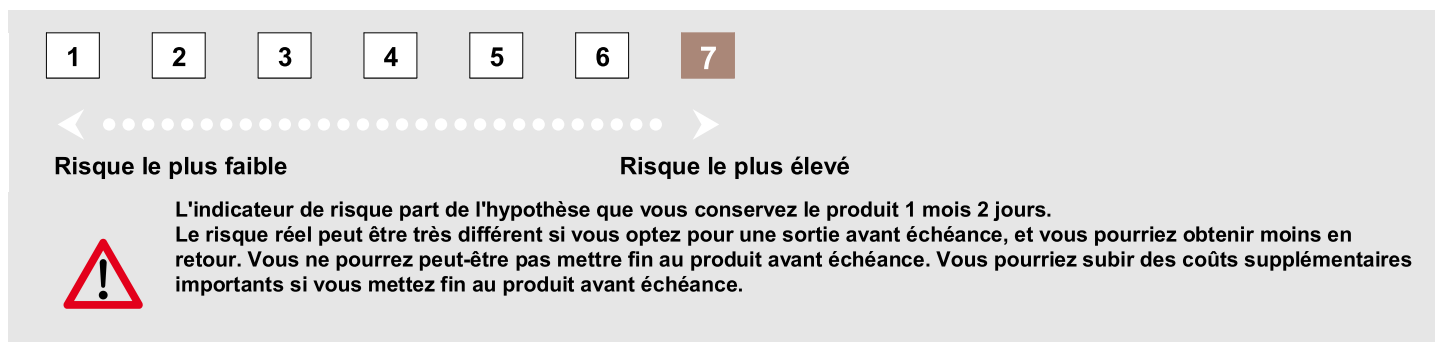 1 2 3 4 5 6 7
Risque le plus faible Risque le plus élevé
L'indicateur de risque part de l'hypothèse que vous conservez le produit 1 mois 2 jours.
Le risque réel peut être très différent si vous optez pour une sortie avant échéance, et vous pourriez obtenir moins en
retour. Vous ne pourrez peut-être pas mettre fin au produit avant échéance. Vous pourriez subir des coûts supplémentaires
importants si vous mettez fin au produit avant échéance.